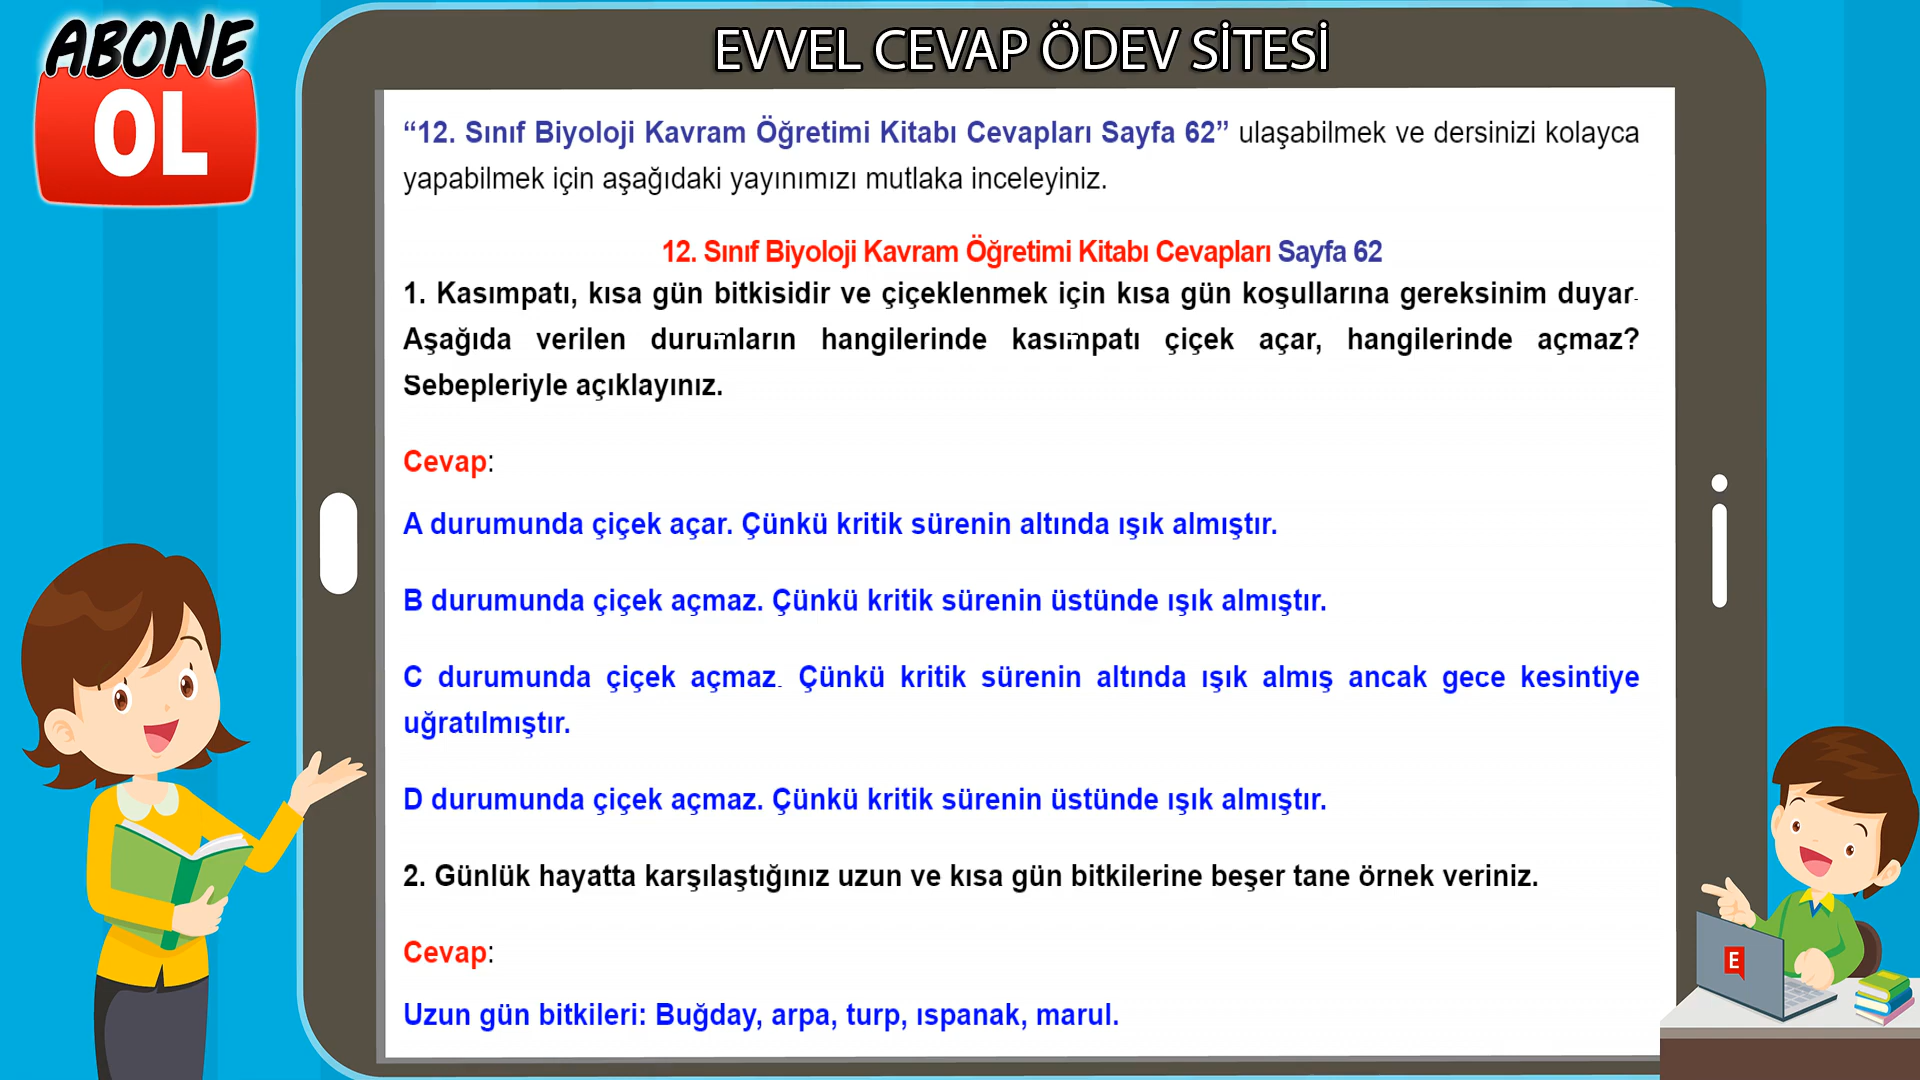 ABONE
OL
EVVEL CEVAP ÖDEV SİTESİ
“12. Sınıf Biyoloji Kavram Öğretimi Kitabı Cevapları Sayfa 62” ulaşabilmek ve dersinizi kolayca
yapabilmek için aşağıdaki yayınımızı mutlaka inceleyiniz.
12. Sınıf Biyoloji Kavram Öğretimi Kitabı Cevapları Sayfa 62
1. Kasımpatı, kısa gün bitkisidir ve çiçeklenmek için kısa gün koşullarına gereksinim duyar.
Aşağıda verilen durumların hangilerinde kasımpatı çiçek açar, hangilerinde açmaz?
Sebepleriyle açıklayınız.
Cevap:
A durumunda çiçek açar. Çünkü kritik sürenin altında ışık almıştır.
B durumunda çiçek açmaz. Çünkü kritik sürenin üstünde ışık almıştır.
C durumunda çiçek açmaz. Çünkü kritik sürenin altında ışık almış ancak gece kesintiye
uğratılmıştır.
D durumunda çiçek açmaz. Çünkü kritik sürenin üstünde ışık almıştır.
2. Günlük hayatta karşılaştığınız uzun ve kısa gün bitkilerine beşer tane örnek veriniz.
Cevap:
Uzun gün bitkileri: Buğday, arpa, turp, ıspanak, marul.
E